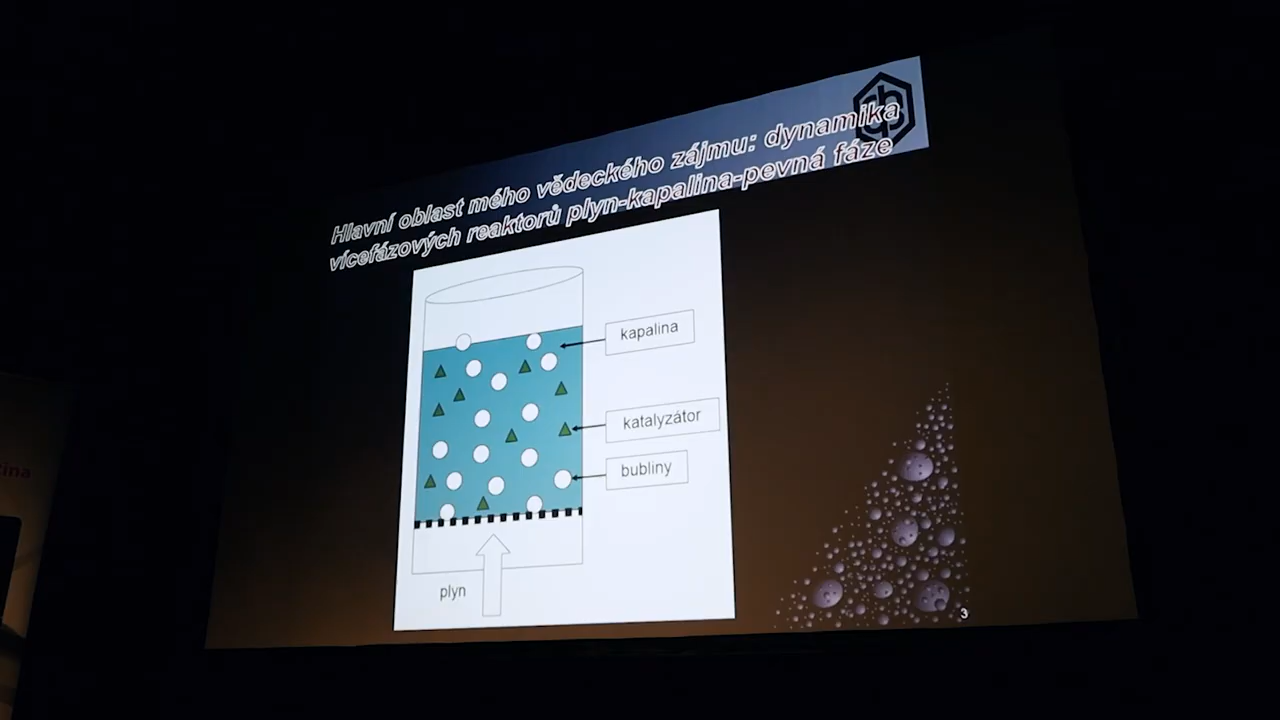 Hlavní oblast mého vědeckého zájmu: dynamika
vícefázových reaktorů plyn-kapalina-pevná fáze
kapalina
katalyzátor
bubliny
plyn
3